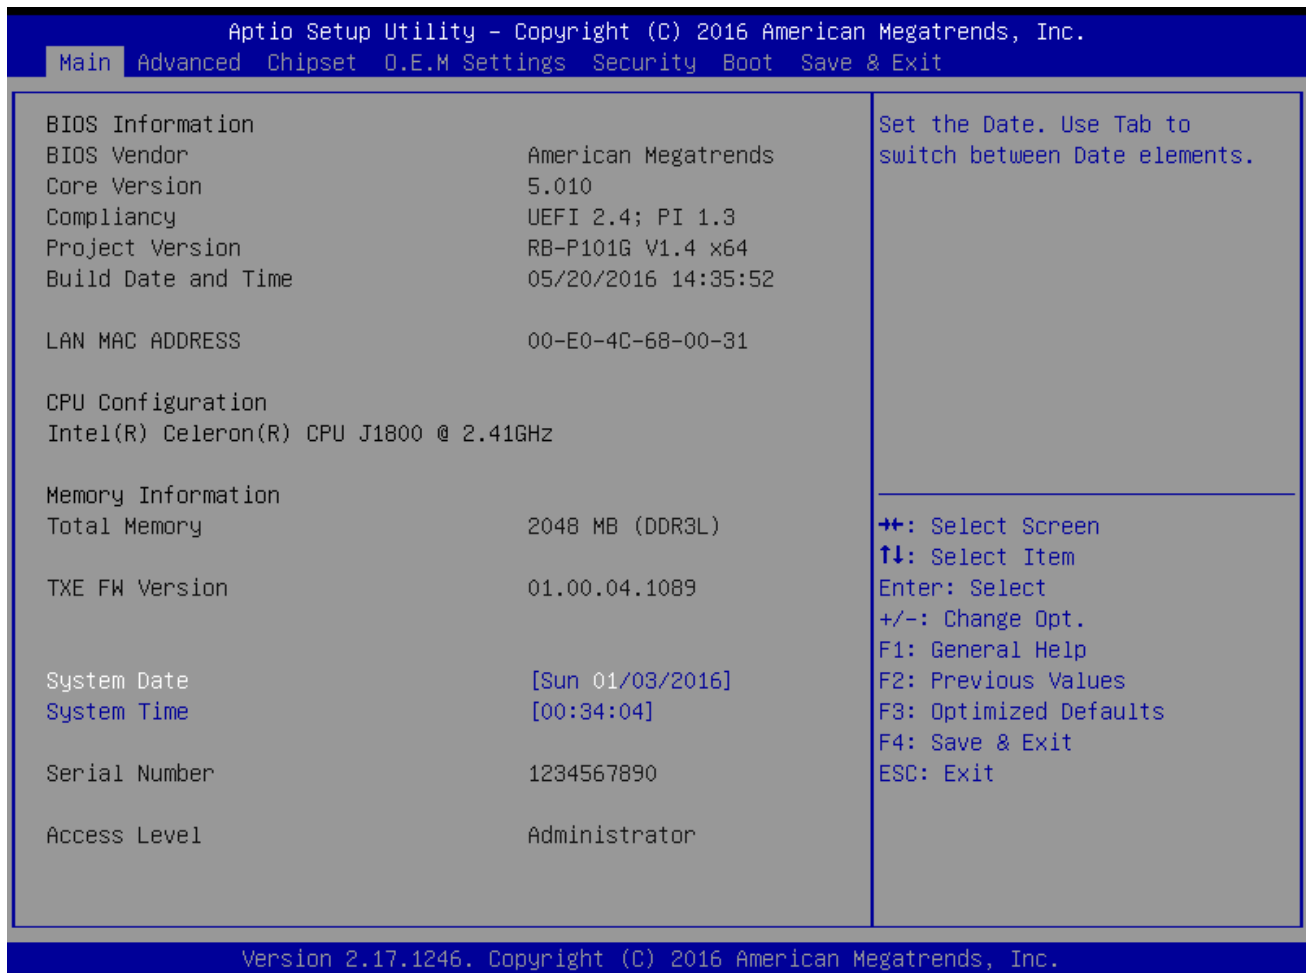 Aptio Setup Utility – Copyright (C) 2016 American Megatrends, Inc.
Main Advanced Chipset O.E.M Settings Security Boot Save & Exit
BIOS Information
BIOS Vendor American Megatrends
Core Version 5.010
Compliancy UEFI 2.4; PI 1.3
Project Version RB-P101G V1.4 x64
Build Date and Time 05/20/2016 14:35:52
LAN MAC ADDRESS 00-E0-4C-68-00-31
CPU Configuration
Intel(R) Celeron(R) CPU J1800 @ 2.41GHz
Memory Information
Total Memory 2048 MB (DDR3L)
TXE FW Version 01.00.04.1089
System Date [Sun 01/03/2016]
System Time [00:34:04]
Serial Number 1234567890
Access Level Administrator
Set the Date. Use Tab to
switch between Date elements.
→←: Select Screen
↑↓: Select Item
Enter: Select
+/-: Change Opt.
F1: General Help
F2: Previous Values
F3: Optimized Defaults
F4: Save & Exit
ESC: Exit
Version 2.17.1246. Copyright (C) 2016 American Megatrends, Inc.